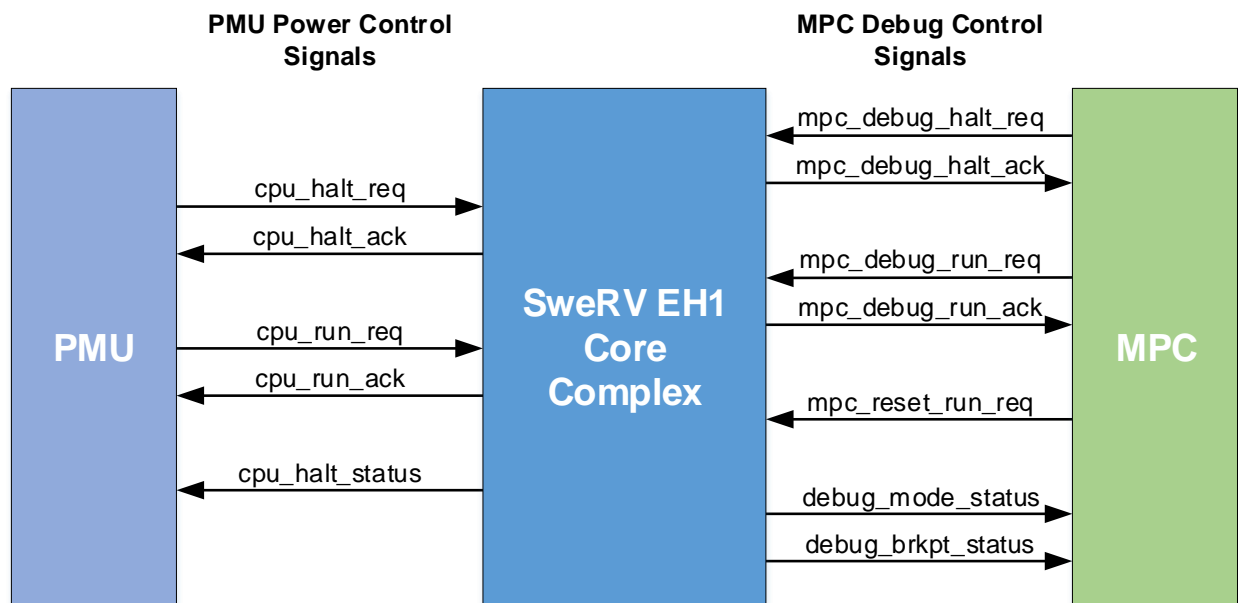 PMU Power Control
Signals
MPC Debug Control
Signals
PMU
cpu_halt_req
cpu_halt_ack
cpu_run_req
cpu_run_ack
cpu_halt_status
SweRV EH1
Core
Complex
mpc_debug_halt_req
mpc_debug_halt_ack
mpc_debug_run_req
mpc_debug_run_ack
mpc_reset_run_req
debug_mode_status
debug_brkpt_status
MPC